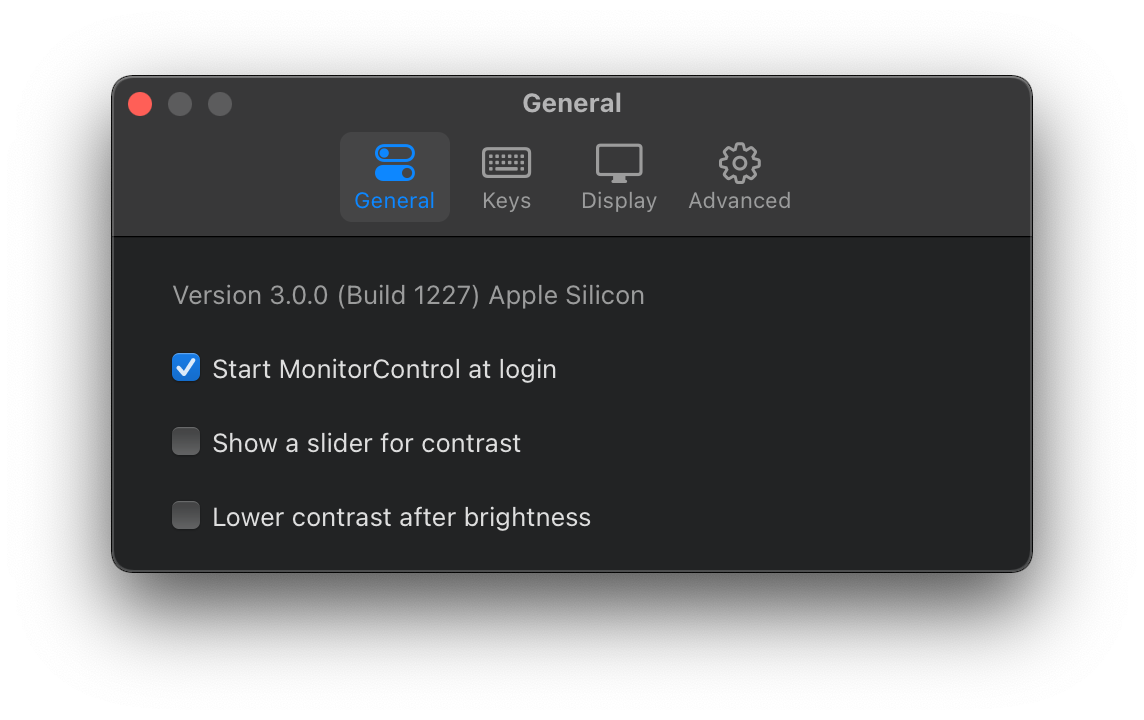 General
General Keys Display Advanced
Version 3.0.0 (Build 1227) Apple Silicon
Start MonitorControl at login
Show a slider for contrast
Lower contrast after brightness